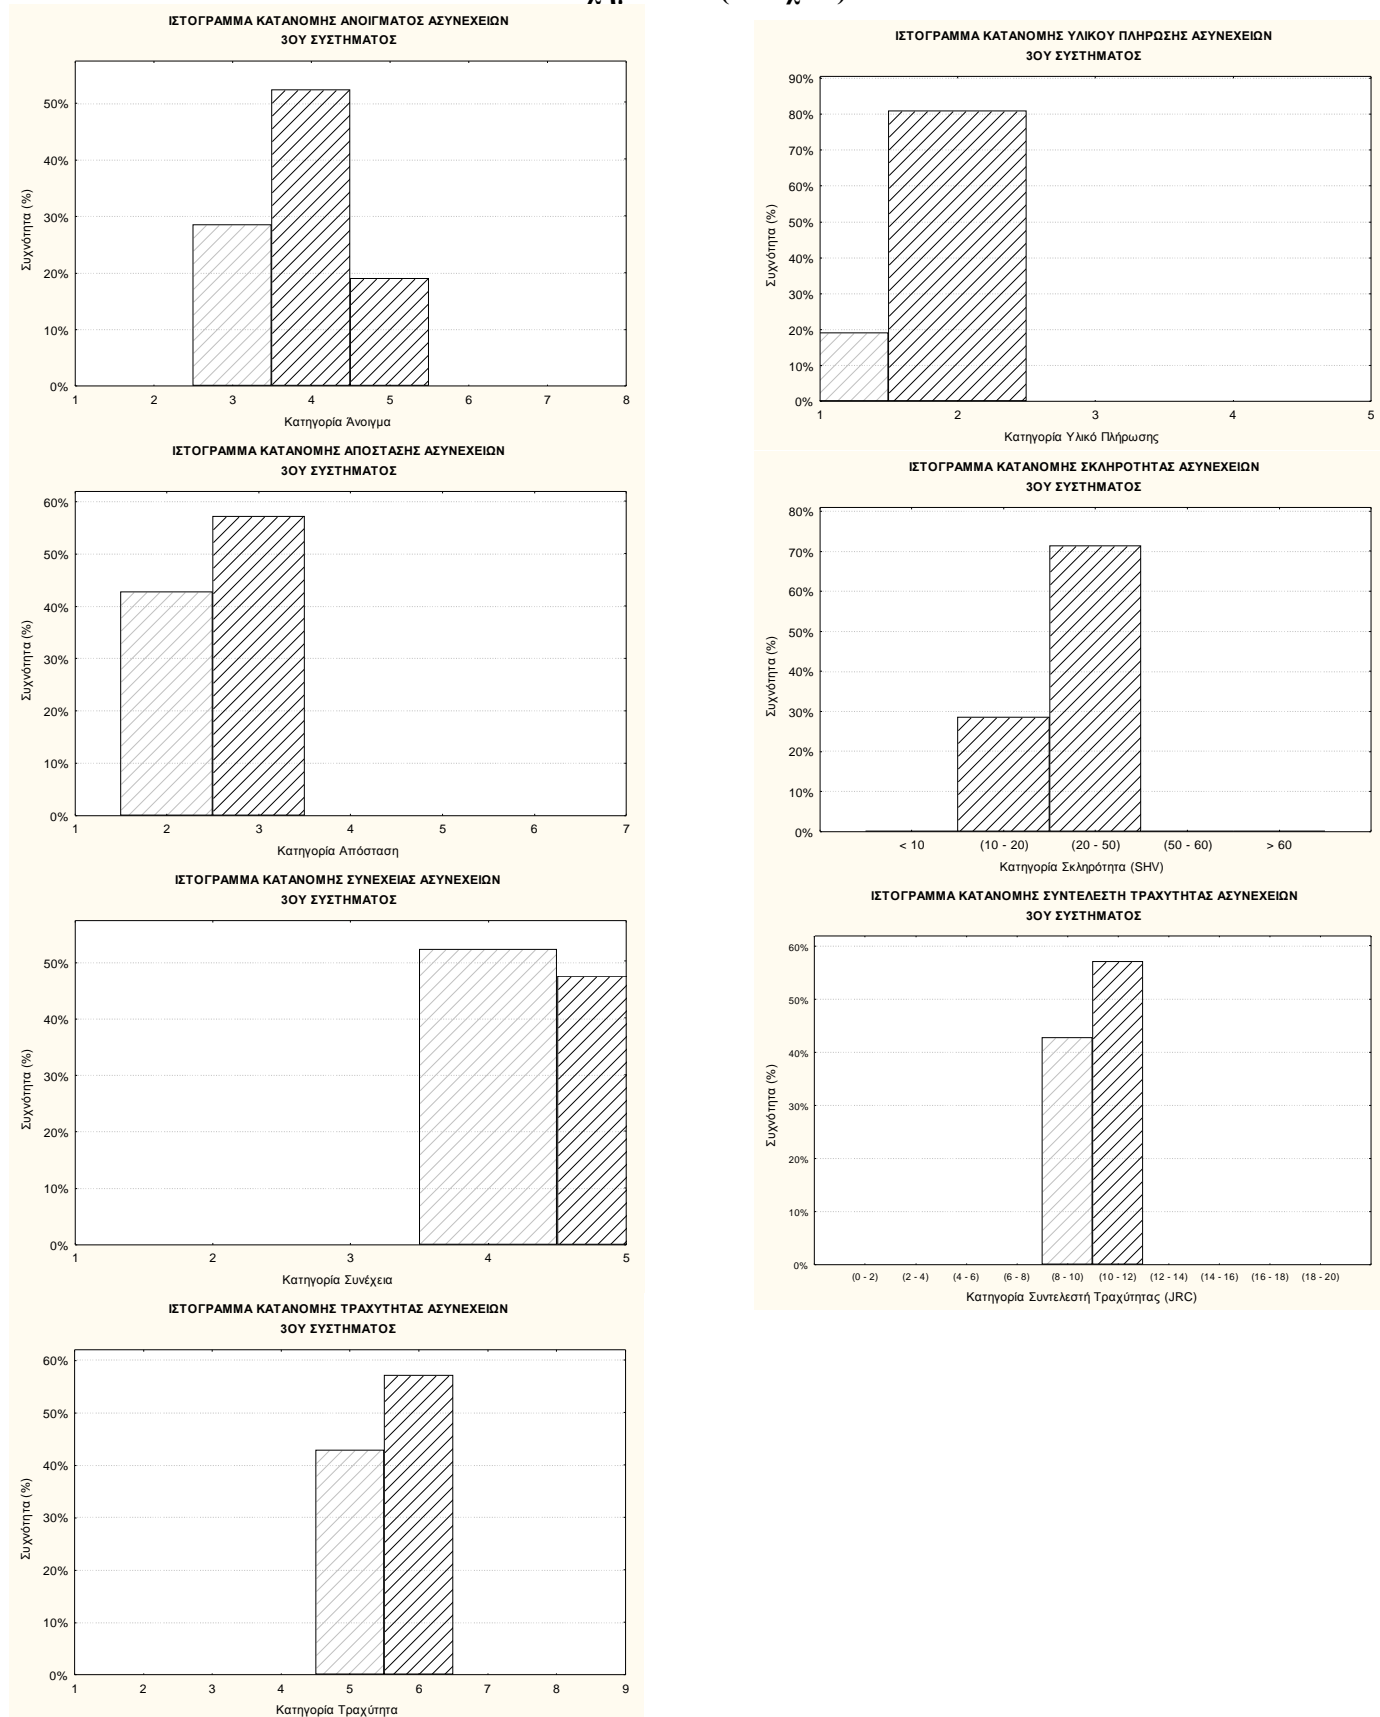 ΙΣΤΟΓΡΑΜΜΑ ΚΑΤΑΝΟΜΗΣ ΑΝΟΙΓΜΑΤΟΣ ΑΣΥΝΕΧΕΙΩΝ
3ΟΥ ΣΥΣΤΗΜΑΤΟΣ
50%
40%
30%
20%
10%
0%
Συχνότητα (%)
1 2 3 4 5 6 7 8
Κατηγορία Άνοιγμα
ΙΣΤΟΓΡΑΜΜΑ ΚΑΤΑΝΟΜΗΣ ΑΠΟΣΤΑΣΗΣ ΑΣΥΝΕΧΕΙΩΝ
3ΟΥ ΣΥΣΤΗΜΑΤΟΣ
60%
50%
40%
30%
20%
10%
0%
Συχνότητα (%)
1 2 3 4 5 6 7
Κατηγορία Απόσταση
ΙΣΤΟΓΡΑΜΜΑ ΚΑΤΑΝΟΜΗΣ ΣΥΝΕΧΕΙΑΣ ΑΣΥΝΕΧΕΙΩΝ
3ΟΥ ΣΥΣΤΗΜΑΤΟΣ
50%
40%
30%
20%
10%
0%
Συχνότητα (%)
1 2 3 4 5
Κατηγορία Συνέχεια
ΙΣΤΟΓΡΑΜΜΑ ΚΑΤΑΝΟΜΗΣ ΤΡΑΧΥΤΗΤΑΣ ΑΣΥΝΕΧΕΙΩΝ
3ΟΥ ΣΥΣΤΗΜΑΤΟΣ
60%
50%
40%
30%
20%
10%
0%
Συχνότητα (%)
1 2 3 4 5 6 7 8 9
Κατηγορία Τραχύτητα
ΙΣΤΟΓΡΑΜΜΑ ΚΑΤΑΝΟΜΗΣ ΥΛΙΚΟΥ ΠΛΗΡΩΣΗΣ ΑΣΥΝΕΧΕΙΩΝ
3ΟΥ ΣΥΣΤΗΜΑΤΟΣ
90%
80%
70%
60%
50%
40%
30%
20%
10%
0%
Συχνότητα (%)
1 2 3 4 5
Κατηγορία Υλικό Πλήρωσης
ΙΣΤΟΓΡΑΜΜΑ ΚΑΤΑΝΟΜΗΣ ΣΚΛΗΡΟΤΗΤΑΣ ΑΣΥΝΕΧΕΙΩΝ
3ΟΥ ΣΥΣΤΗΜΑΤΟΣ
80%
70%
60%
50%
40%
30%
20%
10%
0%
Συχνότητα (%)
< 10 (10 - 20) (20 - 50) (50 - 60) > 60
Κατηγορία Σκληρότητα (SHV)
ΙΣΤΟΓΡΑΜΜΑ ΚΑΤΑΝΟΜΗΣ ΣΥΝΤΕΛΕΣΤΗ ΤΡΑΧΥΤΗΤΑΣ ΑΣΥΝΕΧΕΙΩΝ
3ΟΥ ΣΥΣΤΗΜΑΤΟΣ
60%
50%
40%
30%
20%
10%
0%
Συχνότητα (%)
(0 - 2) (2 - 4) (4 - 6) (6 - 8) (8 - 10) (10 - 12) (12 - 14) (14 - 16) (16 - 18) (18 - 20)
Κατηγορία Συντελεστή Τραχύτητας (JRC)